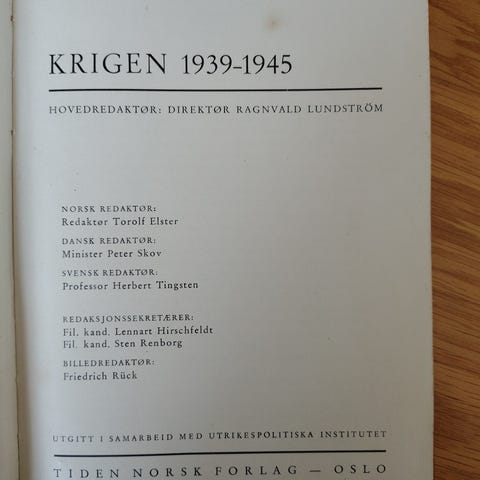 KRIGEN 1939–1945
HOVEDREDAKTØR: DIREKTØR RAGNVALD LUNDSTRÖM
NORSK REDAKTØR:
Redaktør Torolf Elster
DANSK REDAKTØR:
Minister Peter Skov
SVENSK REDAKTØR:
Professor Herbert Tingsten
REDAKSJONSSEKRETÆRER:
Fil. kand. Lennart Hirschfeldt
Fil. kand. Sten Renborg
BILLEDREDAKTØR:
Friedrich Rück
UTGITT I SAMARBEID MED UTRIKESPOLITISKA INSTITUTET
TIDEN NORSK FORLAG — OSLO